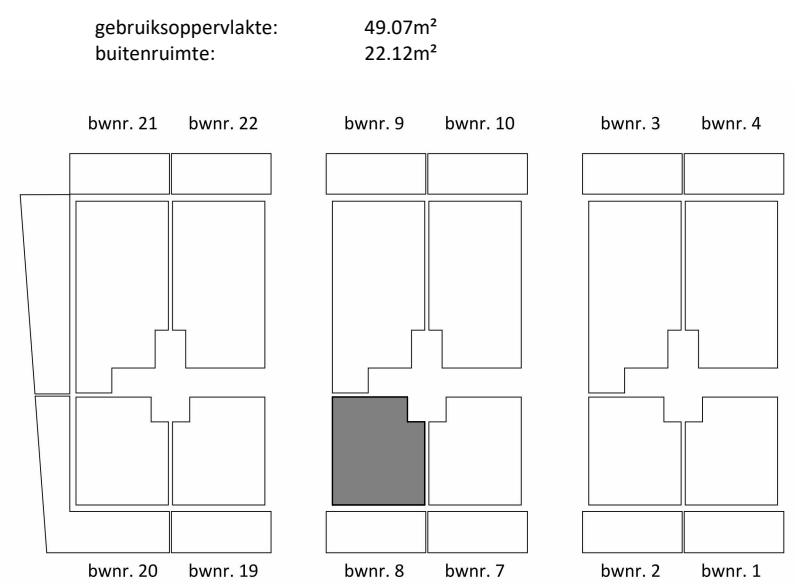 gebruiksoppervlakte: 49.07m²
buitenruimte: 22.12m²
bwnr. 21 bwnr. 22 bwnr. 9 bwnr. 10 bwnr. 3 bwnr. 4
bwnr. 20 bwnr. 19 bwnr. 8 bwnr. 7 bwnr. 2 bwnr. 1